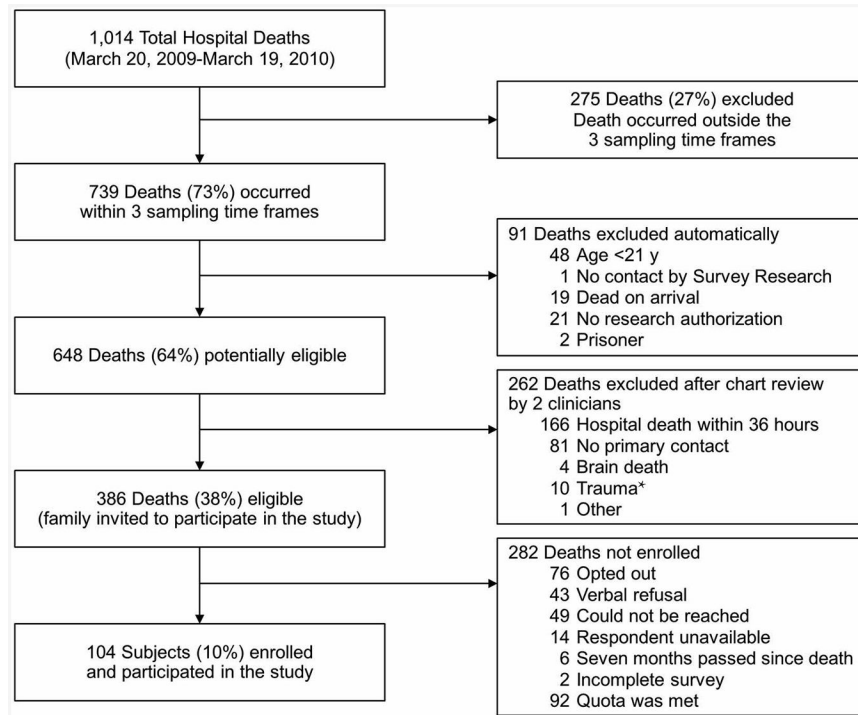 1,014 Total Hospital Deaths
(March 20, 2009-March 19, 2010)
275 Deaths (27%) excluded
Death occurred outside the
3 sampling time frames
739 Deaths (73%) occurred
within 3 sampling time frames
91 Deaths excluded automatically
48 Age <21 y
1 No contact by Survey Research
19 Dead on arrival
21 No research authorization
2 Prisoner
648 Deaths (64%) potentially eligible
262 Deaths excluded after chart review
by 2 clinicians
166 Hospital death within 36 hours
81 No primary contact
4 Brain death
10 Trauma*
1 Other
386 Deaths (38%) eligible
(family invited to participate in the study)
282 Deaths not enrolled
76 Opted out
43 Verbal refusal
49 Could not be reached
14 Respondent unavailable
6 Seven months passed since death
2 Incomplete survey
92 Quota was met
104 Subjects (10%) enrolled
and participated in the study